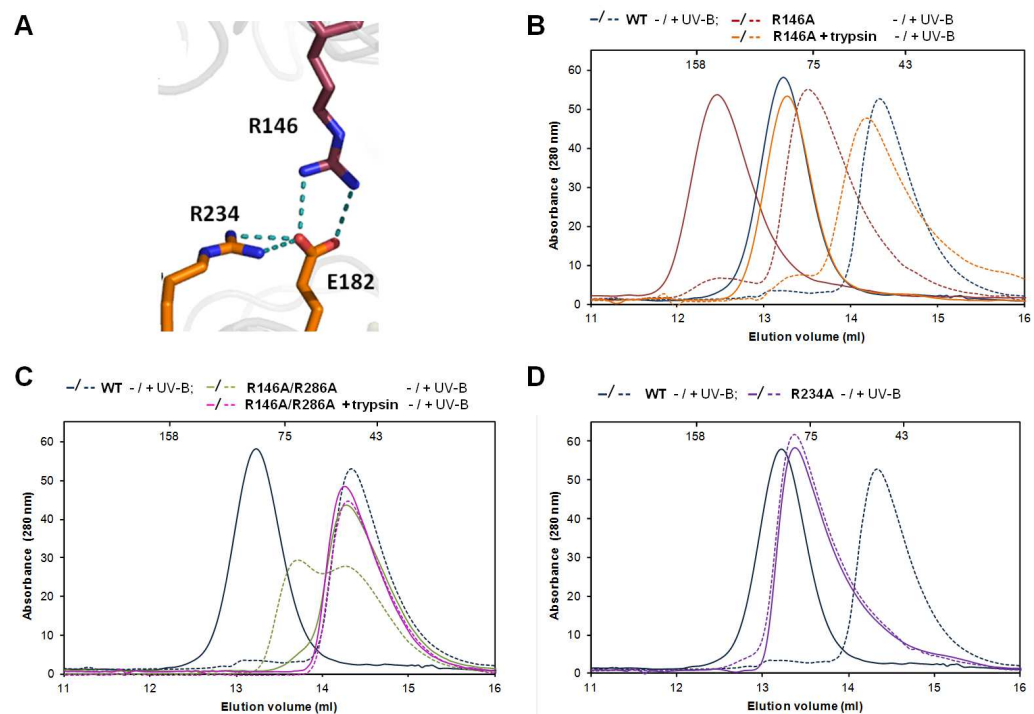 A
R146
R234
E182
B
WT - / + UV-B; R146A - / + UV-B
R146A + trypsin - / + UV-B
158 75 43
60
50
40
30
20
10
0
Absorbance (280 nm)
11 12 13 14 15 16
Elution volume (ml)
C
WT - / + UV-B; R146A/R286A - / + UV-B
R146A/R286A + trypsin - / + UV-B
158 75 43
60
50
40
30
20
10
0
Absorbance (280 nm)
11 12 13 14 15 16
Elution volume (ml)
D
WT - / + UV-B; R234A - / + UV-B
158 75 43
60
50
40
30
20
10
0
Absorbance (280 nm)
11 12 13 14 15 16
Elution volume (ml)